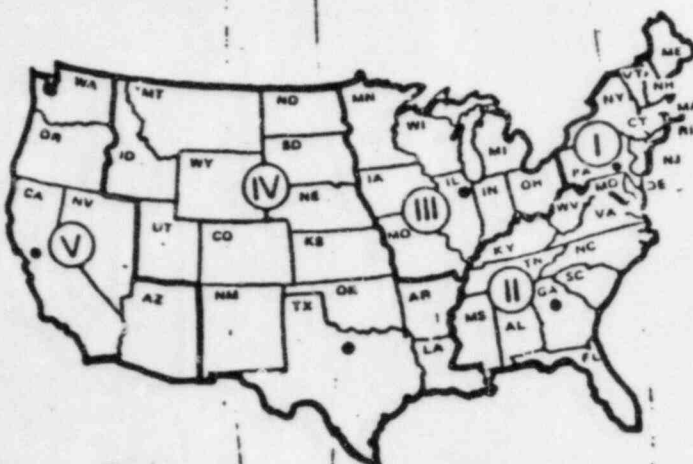 ME
WA
MT
ND
MN
VT
NH
NY
OR
WI
CT
RI
ID
SD
MI
I
WY
IV
PA
NJ
CA
NV
NE
IA
IL
IN
OH
MD
DE
III
WV
VA
V
UT
CO
KS
MO
KY
NC
TN
AZ
NM
OK
AR
II
SC
TX
MS
AL
GA
LA
FL